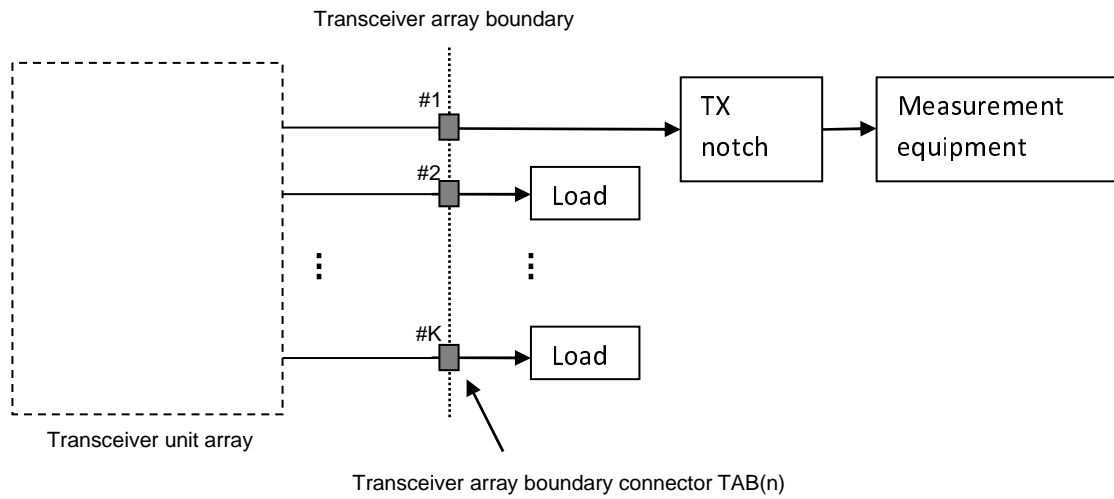 Transceiver array boundary
#1
TX
notch
Measurement
equipment
#2
Load
#K
Load
Transceiver unit array
Transceiver array boundary connector TAB(n)